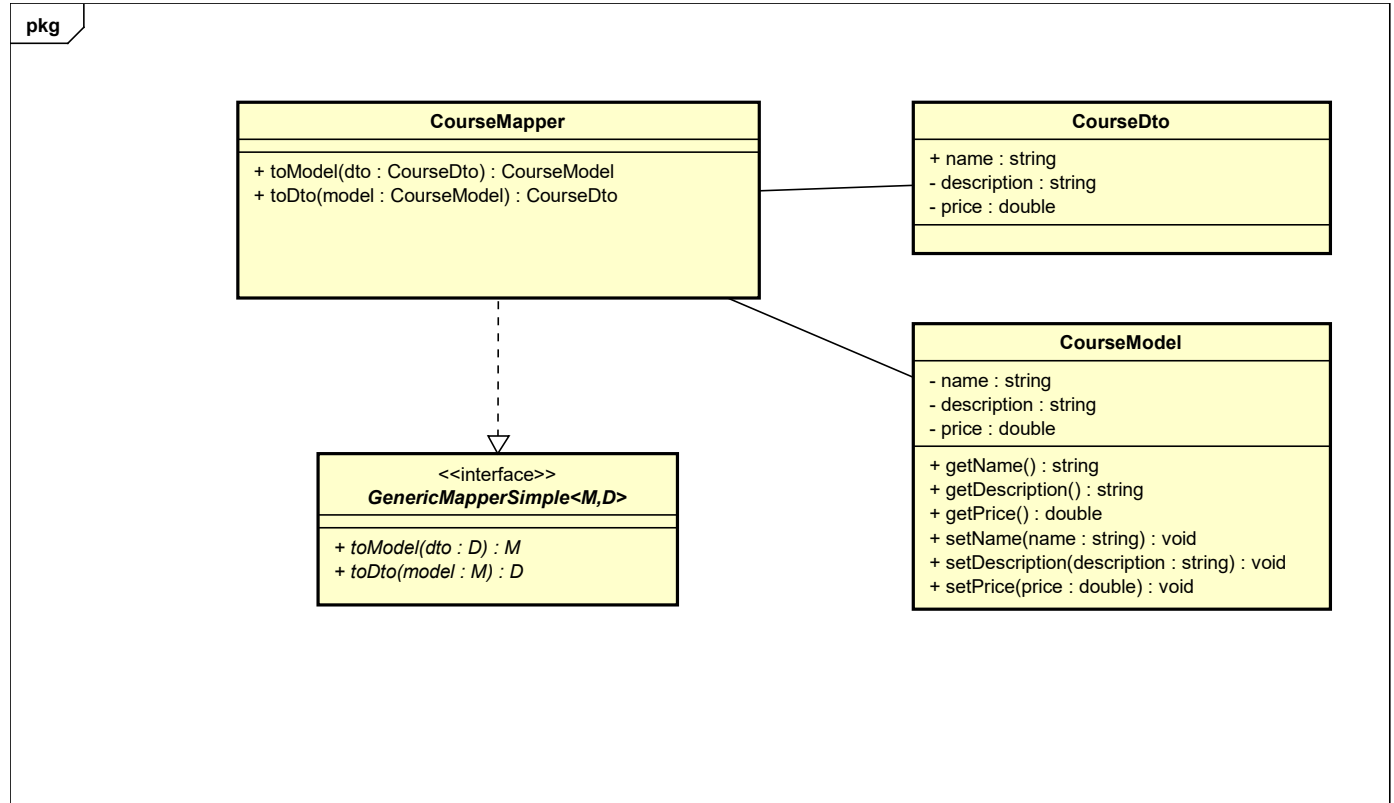 pkg
CourseMapper
+ toModel(dto : CourseDto) : CourseModel
+ toDto(model : CourseModel) : CourseDto
CourseDto
+ name : string
- description : string
- price : double
CourseModel
- name : string
- description : string
- price : double
+ getName() : string
+ getDescription() : string
+ getPrice() : double
+ setName(name : string) : void
+ setDescription(description : string) : void
+ setPrice(price : double) : void
<<interface>>
GenericMapperSimple<M,D>
+ toModel(dto : D) : M
+ toDto(model : M) : D